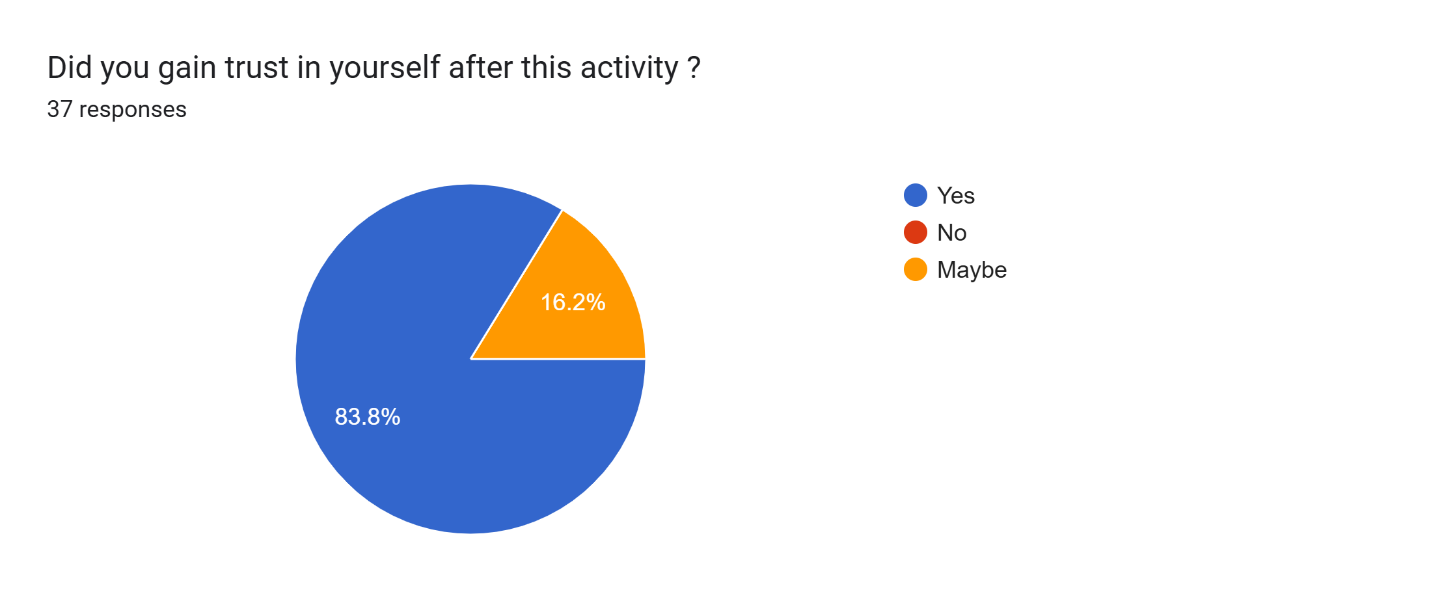 Did you gain trust in yourself after this activity ?
37 responses
Yes
No
Maybe
16.2%
83.8%